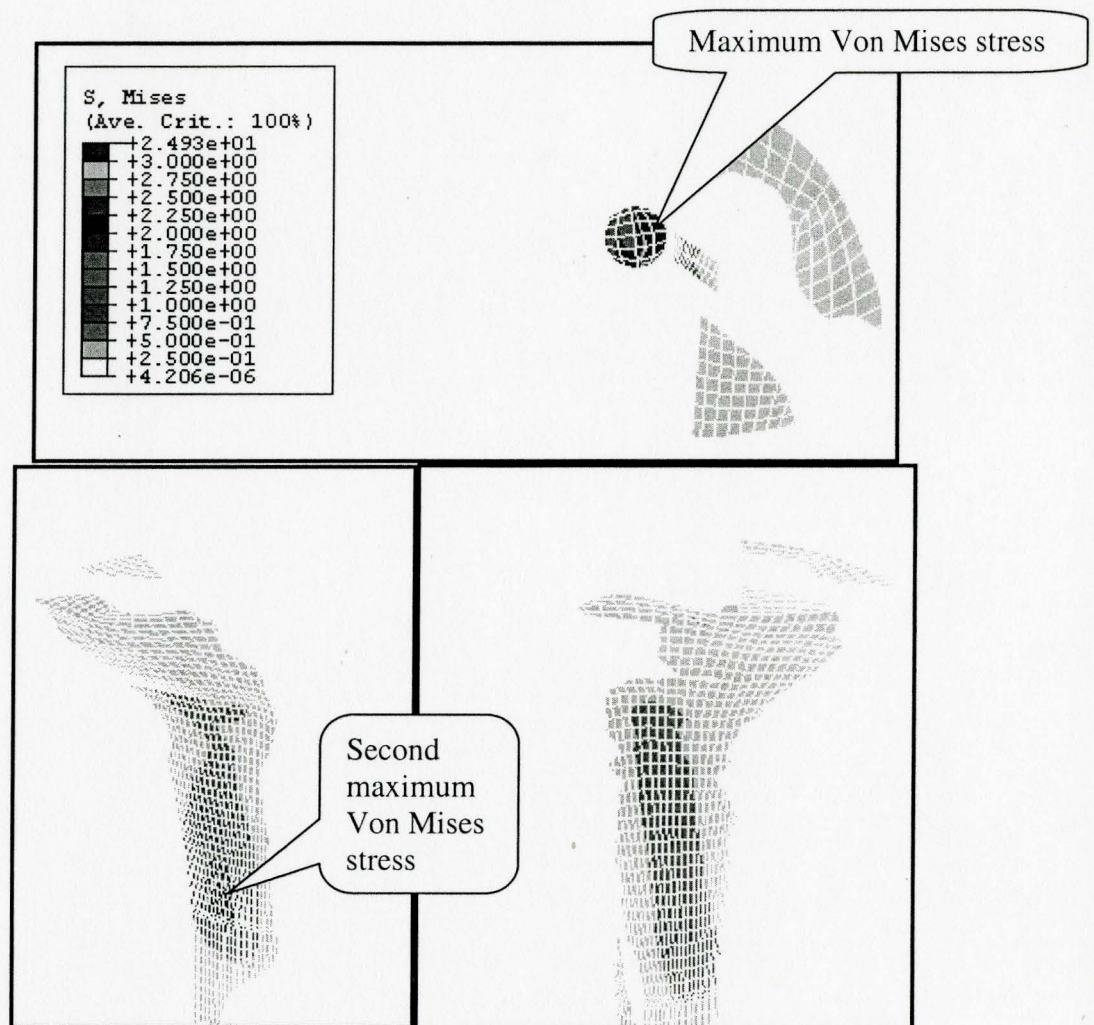 Maximum Von Mises stress
S, Mises
(Ave. Crit.: 100%)
+2.493e+01
+3.000e+00
+2.750e+00
+2.500e+00
+2.250e+00
+2.000e+00
+1.750e+00
+1.500e+00
+1.250e+00
+1.000e+00
+7.500e-01
+5.000e-01
+2.500e-01
+4.206e-06
Second
maximum
Von Mises
stress